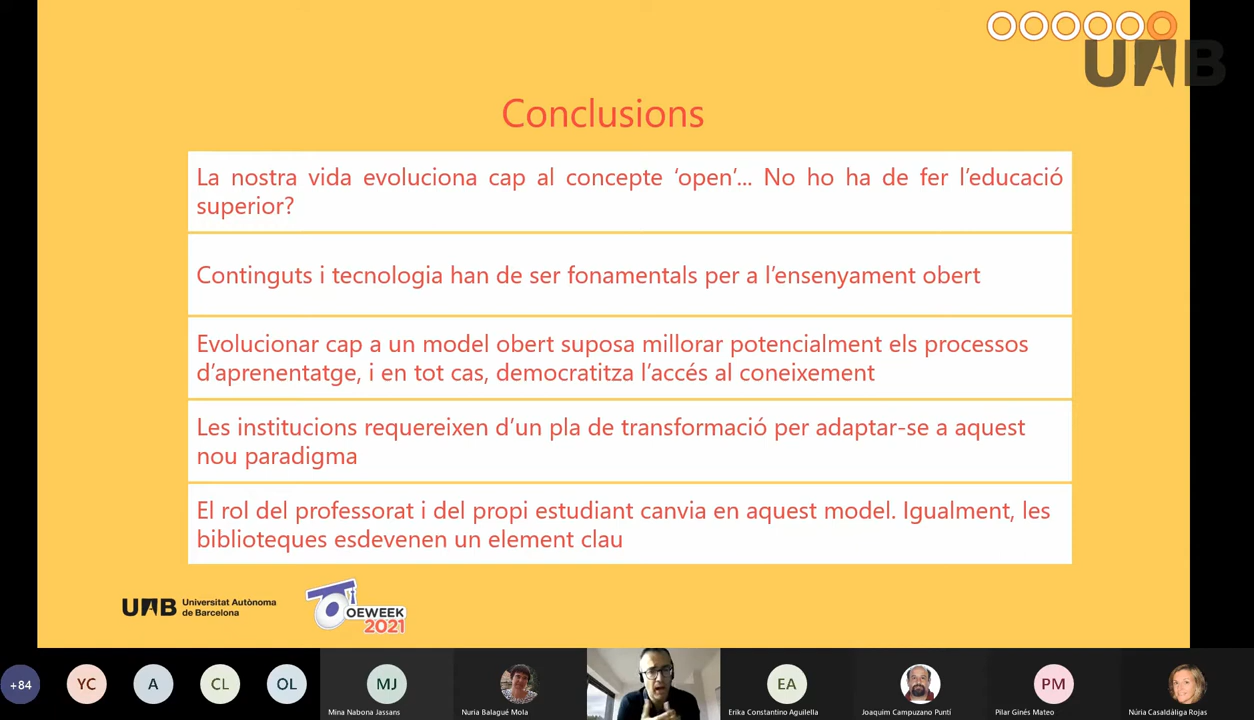 UAB
Conclusions
La nostra vida evoluciona cap al concepte ‘open‘... No ho ha de fer l’educació
superior?
Continguts i tecnologia han de ser fonamentals per a l’ensenyament obert
Evolucionar cap a un model obert suposa millorar potencialment els processos
d’aprenentatge, i en tot cas, democratitza l’accés al coneixement
Les institucions requereixen d’un pla de transformació per adaptar-se a aquest
nou paradigma
El rol del professorat i del propi estudiant canvia en aquest model. Igualment, les
biblioteques esdevenen un element clau
UAB Universitat Autònoma
de Barcelona
OEWEEK
2021
+84
YC
A
CL
OL
MJ
EA
PM
Mina Nabona Jassans
Nuria Balagué Mola
Erika Constantino Aguilella
Joaquim Campuzano Puntí
Pilar Ginés Mateo
Núria Casaldàliga Rojas